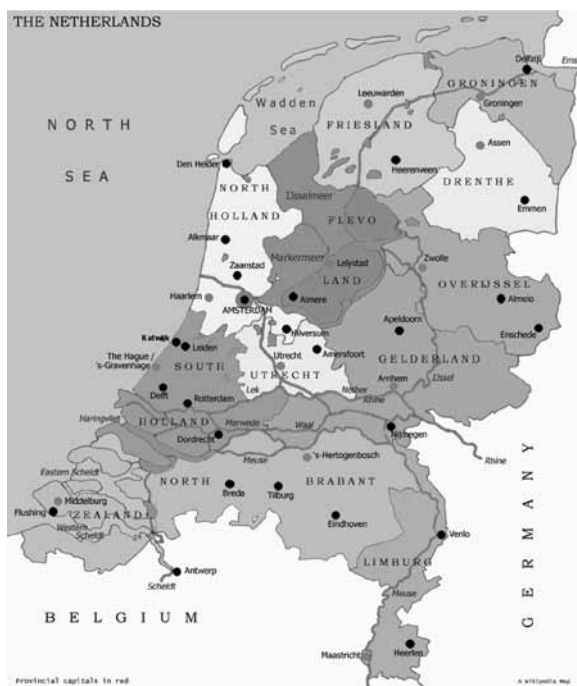 THE NETHERLANDS
Delfzijl
Ems
GRONINGEN
Groningen
Leeuwarden
Wadden
Sea
FRIESLAND
NORTH
SEA
Assen
Den Helder
Heerenveen
DRENTHE
NORTH
HOLLAND
IJsselmeer
Emmen
FLEVO
Alkmaar
Markermeer
Zwolle
Lelystad
Zaanstad
LAND
OVERIJSSEL
Haarlem
AMSTERDAM
Almere
Almelo
Apeldoorn
Enschede
Hilversum
Katwijk
Leiden
Amersfoort
The Hague /
's-Gravenhage
SOUTH
Utrecht
GELDERLAND
UTRECHT
Arnhem
IJssel
Delft
Lek
Nether
Rhine
Rotterdam
Haringvliet
HOLLAND
Merwede
Waal
Dordrecht
Nijmegen
Rhine
Meuse
's-Hertogenbosch
Eastern Scheldt
NORTH
BRABANT
Breda
Tilburg
Middelburg
Flushing
ZEALAND
Eindhoven
Western
Scheldt
Venlo
LIMBURG
Antwerp
Scheldt
Meuse
BELGIUM
GERMANY
Maastricht
Heerlen
Provincial capitals in red
A Wikipedia Map